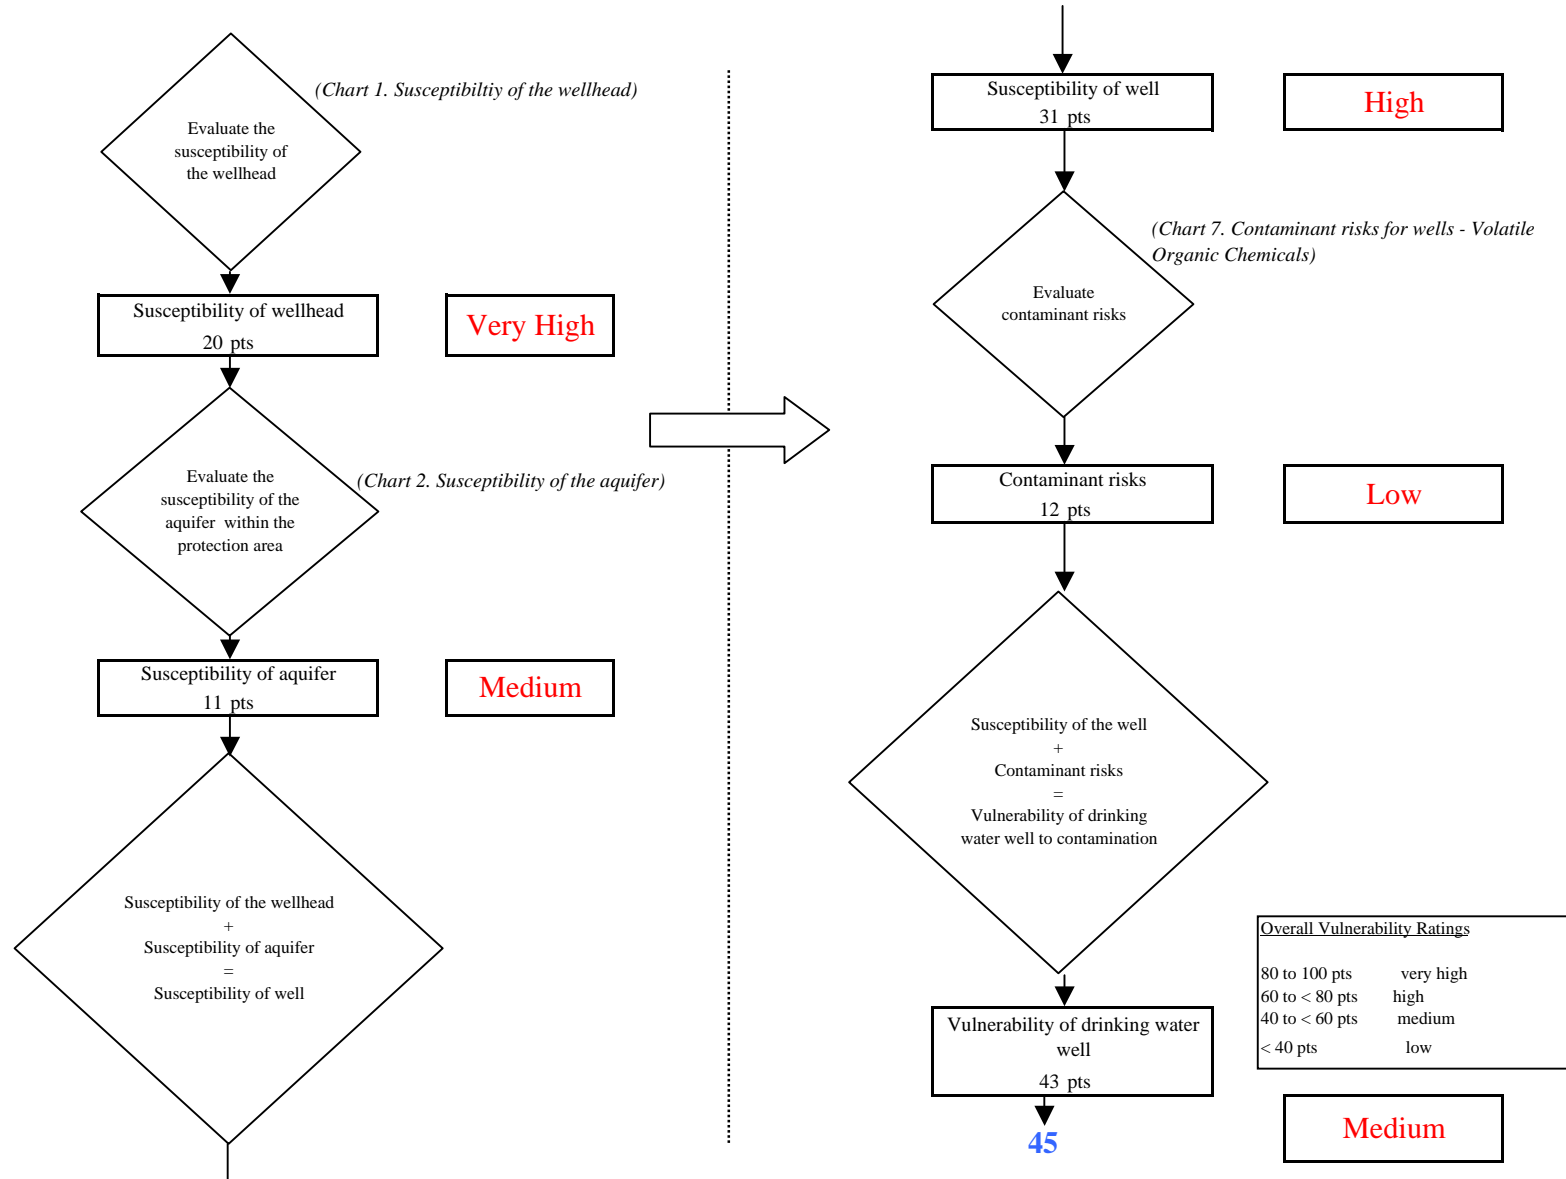 (Chart 1. Susceptibiltiy of the wellhead)
Evaluate the
susceptibility of
the wellhead
Susceptibility of wellhead
20 pts
Very High
Evaluate the
susceptibility of the
aquifer within the
protection area
(Chart 2. Susceptibility of the aquifer)
Susceptibility of aquifer
11 pts
Medium
Susceptibility of the wellhead
+
Susceptibility of aquifer
=
Susceptibility of well
Susceptibility of well
31 pts
High
(Chart 7. Contaminant risks for wells - Volatile
Organic Chemicals)
Evaluate
contaminant risks
Contaminant risks
12 pts
Low
Susceptibility of the well
+
Contaminant risks
=
Vulnerability of drinking
water well to contamination
Overall Vulnerability Ratings
80 to 100 pts very high
60 to < 80 pts high
40 to < 60 pts medium
< 40 pts low
Vulnerability of drinking water
well
43 pts
45
Medium